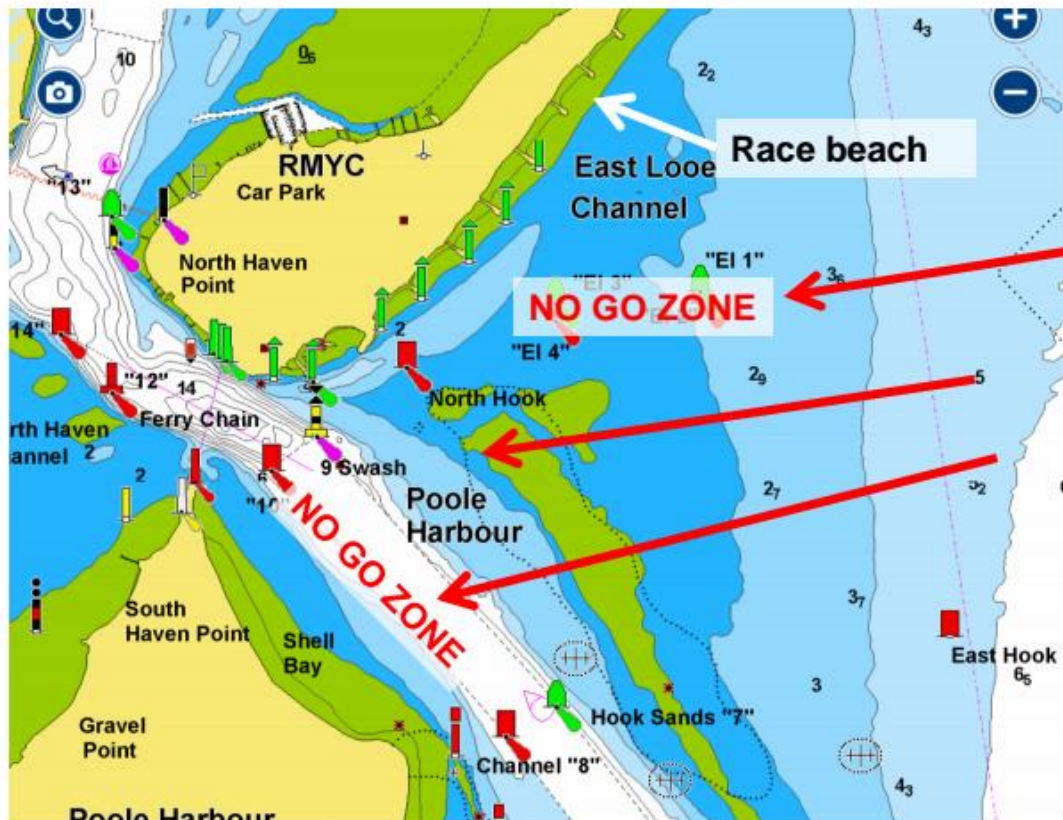 4₃
10
0₆
2₂
RMYC
Car Park
Race beach
East Looe
Channel
"13"
North Haven
Point
"El 1"
"El 3"
3₆
NO GO ZONE
14"
2
"El 4"
"12"
14
2₉
5
North Hook
Ferry Chain
rth Haven
annel
2
9 Swash
2
6
"10"
2₇
5₂
Poole
Harbour
NO GO ZONE
South
Haven Point
3₇
Shell
Bay
East Hook
3
6₅
Hook Sands "7"
Gravel
Point
Channel "8"
4₃
Poole Harbour